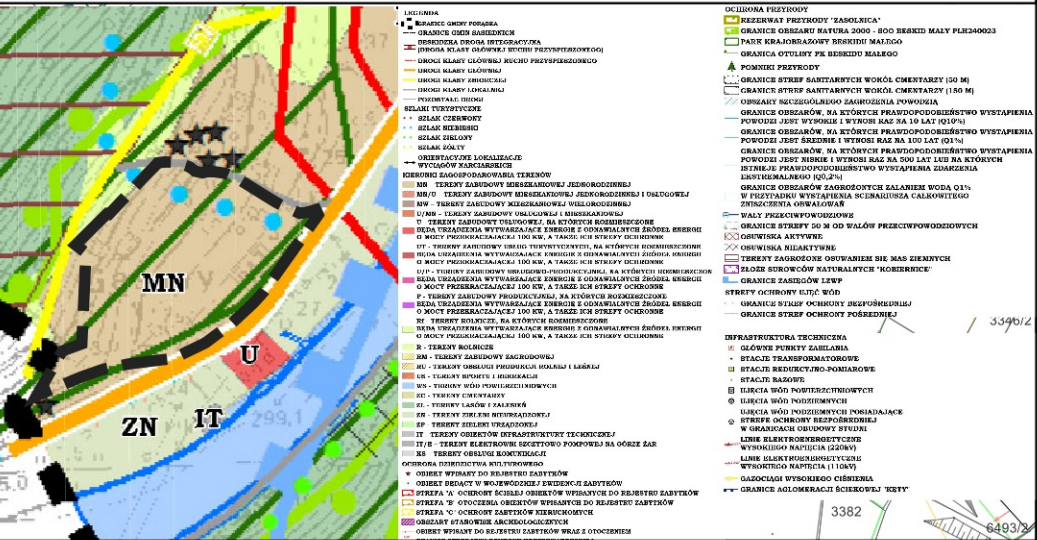 MN
U
ZN
IT
299,1
LEGENDA
GRANICE GMINY PORĄBKA
GRANICE GMIN SĄSIEDNICH
BESKIDZKA DROGA INTEGRACYJNA
(DROGA KLASY GŁÓWNEJ RUCHU PRZYSPIESZONEGO)
DROGI KLASY GŁÓWNEJ RUCHU PRZYSPIESZONEGO
DROGI KLASY GŁÓWNEJ
DROGI KLASY ZBIORCZEJ
DROGI KLASY LOKALNEJ
POZOSTAŁE DROGI
SZLAKI TURYSTYCZNE
SZLAK CZERWONY
SZLAK NIEBIESKI
SZLAK ZIELONY
SZLAK ŻÓŁTY
ORIENTACYJNE LOKALIZACJE
WYCIĄGÓW NARCIARSKICH
KIERUNKI ZAGOSPODAROWANIA TERENÓW
MN - TERENY ZABUDOWY MIESZKANIOWEJ JEDNORODZINNEJ
MN/U - TERENY ZABUDOWY MIESZKANIOWEJ JEDNORODZINNEJ I USŁUGOWEJ
MW - TERENY ZABUDOWY MIESZKANIOWEJ WIELORODZINNEJ
U/MN - TERENY ZABUDOWY USŁUGOWEJ I MIESZKANIOWEJ
U - TERENY ZABUDOWY USŁUGOWEJ, NA KTÓRYCH ROZMIESZCZONE
BĘDĄ URZĄDZENIA WYTWARZAJĄCE ENERGIĘ Z ODNAWIALNYCH ŹRÓDEŁ ENERGII
O MOCY PRZEKRACZAJĄCEJ 100 KW, A TAKŻE ICH STREFY OCHRONNE
UT - TERENY ZABUDOWY USŁUG TURYSTYCZNYCH, NA KTÓRYCH ROZMIESZCZONE
BĘDĄ URZĄDZENIA WYTWARZAJĄCE ENERGIĘ Z ODNAWIALNYCH ŹRÓDEŁ ENERGII
O MOCY PRZEKRACZAJĄCEJ 100 KW, A TAKŻE ICH STREFY OCHRONNE
U/P - TERENY ZABUDOWY USŁUGOWO-PRODUKCYJNEJ, NA KTÓRYCH ROZMIESZCZONE
BĘDĄ URZĄDZENIA WYTWARZAJĄCE ENERGIĘ Z ODNAWIALNYCH ŹRÓDEŁ ENERGII
O MOCY PRZEKRACZAJĄCEJ 100 KW, A TAKŻE ICH STREFY OCHRONNE
P - TERENY ZABUDOWY PRODUKCYJNEJ, NA KTÓRYCH ROZMIESZCZONE
BĘDĄ URZĄDZENIA WYTWARZAJĄCE ENERGIĘ Z ODNAWIALNYCH ŹRÓDEŁ ENERGII
O MOCY PRZEKRACZAJĄCEJ 100 KW, A TAKŻE ICH STREFY OCHRONNE
ROLNICZE, NA KTÓRYCH ROZMIESZCZONE
BĘDĄ URZĄDZENIA WYTWARZAJĄCE ENERGIĘ Z ODNAWIALNYCH ŹRÓDEŁ ENERGII
O MOCY PRZEKRACZAJĄCEJ 100 KW, A TAKŻE ICH STREFY OCHRONNE
R - TERENY ROLNICZE
RM - TERENY ZABUDOWY ZAGRODOWEJ
RU - TERENY OBSŁUGI PRODUKCJI ROLNEJ I LEŚNEJ
US - TERENY SPORTU I REKREACJI
WS - TERENY WÓD POWIERZCHNIOWYCH
ZC - TERENY CMENTARZY
ZL - TERENY LASÓW I ZALESIEŃ
ZN - TERENY ZIELENI NIEURZĄDZONEJ
ZP - TERENY ZIELENI URZĄDZONEJ
IT - TERENY OBIEKTÓW INFRASTRUKTURY TECHNICZNEJ
IT/E - TERENY ELEKTROWNI SZCZYTOWO POMPOWEJ NA GÓRZE ŻAR
KS - TERENY OBSŁUGI KOMUNIKACJI
OCHRONA DZIEDZICTWA KULTUROWEGO
OBIEKT WPISANY DO REJESTRU ZABYTKÓW
OBIEKT BĘDĄCY W WOJEWÓDZKIEJ EWIDENCJI ZABYTKÓW
STREFA 'A' OCHRONY ŚCISŁEJ OBIEKTÓW WPISANYCH DO REJESTRU ZABYTKÓW
STREFA 'B' OTOCZENIA OBIEKTÓW WPISANYCH DO REJESTRU ZABYTKÓW
STREFA 'C' OCHRONY ZABYTKÓW NIERUCHOMYCH
OBSZARY STANOWISK ARCHEOLOGICZNYCH
OBIEKT WPISANY DO REJESTRU ZABYTKÓW WRAZ Z OTOCZENIEM
OCHRONA PRZYRODY
REZERWAT PRZYRODY "ZASOLNICA"
GRANICE OBSZARU NATURA 2000 - SOO BESKID MAŁY PLH240023
PARK KRAJOBRAZOWY BESKIDU MAŁEGO
GRANICA OTULINY PK BESKIDU MAŁEGO
POMNIKI PRZYRODY
GRANICE STREF SANITARNYCH WOKÓŁ CMENTARZY (50 M)
GRANICE STREF SANITARNYCH WOKÓŁ CMENTARZY (150 M)
OBSZARY SZCZEGÓLNEGO ZAGROŻENIA POWODZIĄ
GRANICE OBSZARÓW, NA KTÓRYCH PRAWDOPODOBIEŃSTWO WYSTĄPIENIA
POWODZI JEST WYSOKIE I WYNOSI RAZ NA 10 LAT (Q10%)
GRANICE OBSZARÓW, NA KTÓRYCH PRAWDOPODOBIEŃSTWO WYSTĄPIENIA
POWODZI JEST ŚREDNIE I WYNOSI RAZ NA 100 LAT (Q1%)
GRANICE OBSZARÓW, NA KTÓRYCH PRAWDOPODOBIEŃSTWO WYSTĄPIENIA
POWODZI JEST NISKIE I WYNOSI RAZ NA 500 LAT LUB NA KTÓRYCH
ISTNIEJE PRAWDOPODOBIEŃSTWO WYSTĄPIENIA ZDARZENIA
EKSTREMALNEGO (Q0,2%)
GRANICE OBSZARÓW ZAGROŻONYCH ZALANIEM WODĄ Q1%
W PRZYPADKU WYSTĄPIENIA SCENARIUSZA CAŁKOWITEGO
ZNISZCZENIA OBWAŁOWAŃ
WAŁY PRZECIWPOWODZIOWE
GRANICE STREFY 50 M OD WAŁÓW PRZECIWPOWODZIOWYCH
OSUWISKA AKTYWNE
OSUWISKA NIEAKTYWNE
TERENY ZAGROŻONE OSUWANIEM SIĘ MAS ZIEMNYCH
ZŁOŻE SUROWCÓW NATURALNYCH "KOBIERNICE"
GRANICE ZASIĘGÓW LZWP
STREFY OCHRONY UJĘĆ WÓD
GRANICE STREF OCHRONY BEZPOŚREDNIEJ
GRANICE STREF OCHRONY POŚREDNIEJ
3346/2
INFRASTRUKTURA TECHNICZNA
GŁÓWNE PUNKTY ZASILANIA
STACJE TRANSFORMATOROWE
STACJE REDUKCYJNO-POMIAROWE
STACJE BAZOWE
UJĘCIA WÓD POWIERZCHNIOWYCH
UJĘCIA WÓD PODZIEMNYCH
UJĘCIA WÓD PODZIEMNYCH POSIADAJĄCE
STREFĘ OCHRONY BEZPOŚREDNIEJ
W GRANICACH OBUDOWY STUDNI
LINIE ELEKTROENERGETYCZNE
WYSOKIEGO NAPIĘCIA (220kV)
LINIE ELEKTROENERGETYCZNE
WYSOKIEGO NAPIĘCIA (110kV)
GAZOCIĄGI WYSOKIEGO CIŚNIENIA
GRANICE AGLOMERACJI ŚCIEKOWEJ 'KĘTY'
3382
6493/2